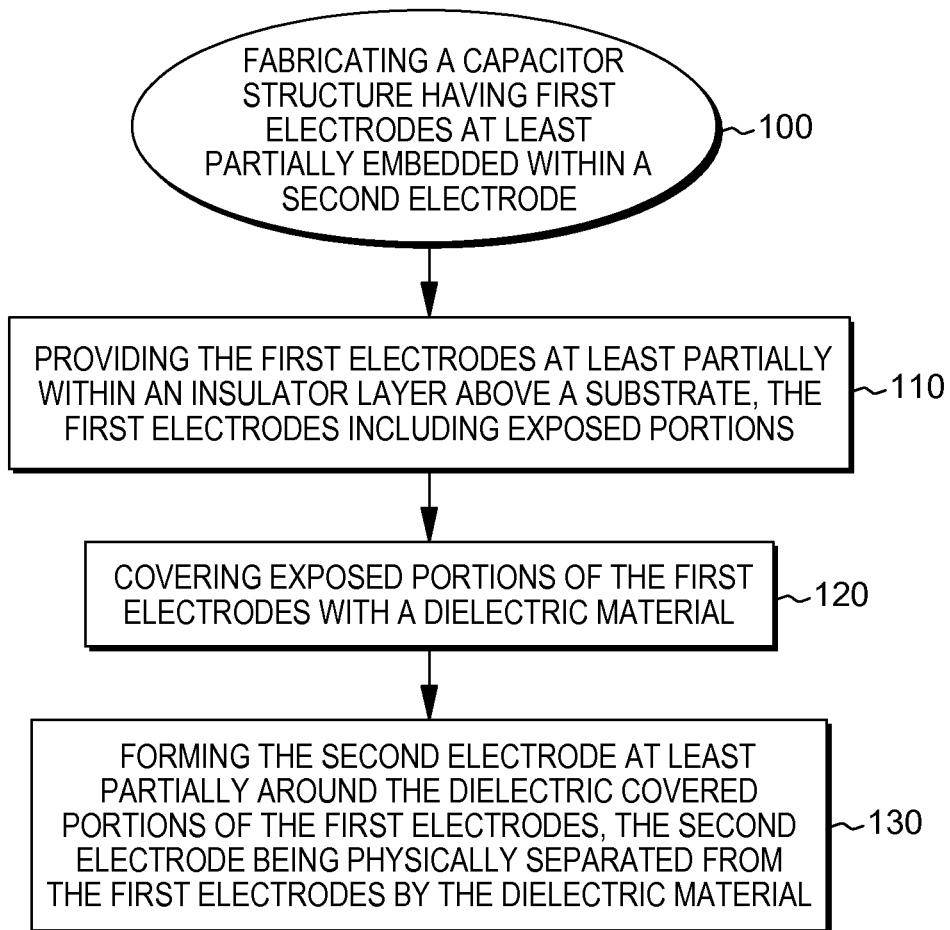 FABRICATING A CAPACITOR
STRUCTURE HAVING FIRST
ELECTRODES AT LEAST
PARTIALLY EMBEDDED WITHIN A
SECOND ELECTRODE
100
PROVIDING THE FIRST ELECTRODES AT LEAST PARTIALLY
WITHIN AN INSULATOR LAYER ABOVE A SUBSTRATE, THE
FIRST ELECTRODES INCLUDING EXPOSED PORTIONS
110
COVERING EXPOSED PORTIONS OF THE FIRST
ELECTRODES WITH A DIELECTRIC MATERIAL
120
FORMING THE SECOND ELECTRODE AT LEAST
PARTIALLY AROUND THE DIELECTRIC COVERED
PORTIONS OF THE FIRST ELECTRODES, THE SECOND
ELECTRODE BEING PHYSICALLY SEPARATED FROM
THE FIRST ELECTRODES BY THE DIELECTRIC MATERIAL
130